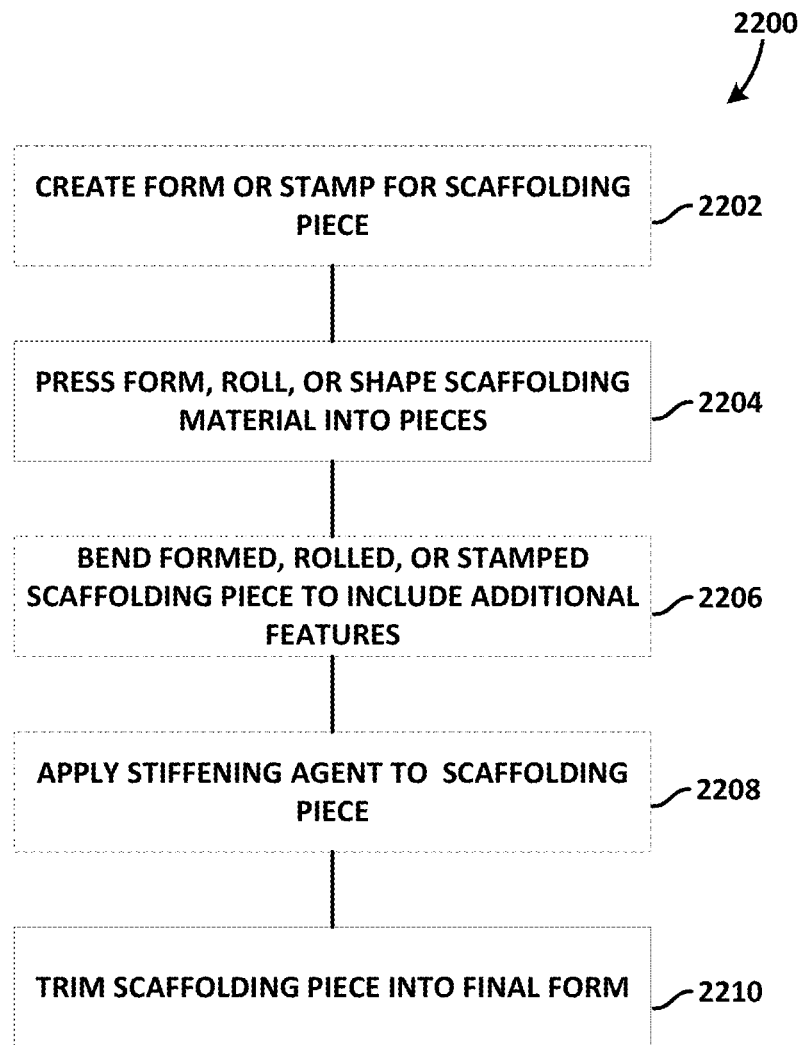 2200
CREATE FORM OR STAMP FOR SCAFFOLDING
PIECE
2202
PRESS FORM, ROLL, OR SHAPE SCAFFOLDING
MATERIAL INTO PIECES
2204
BEND FORMED, ROLLED, OR STAMPED
SCAFFOLDING PIECE TO INCLUDE ADDITIONAL
FEATURES
2206
APPLY STIFFENING AGENT TO SCAFFOLDING
PIECE
2208
TRIM SCAFFOLDING PIECE INTO FINAL FORM
2210